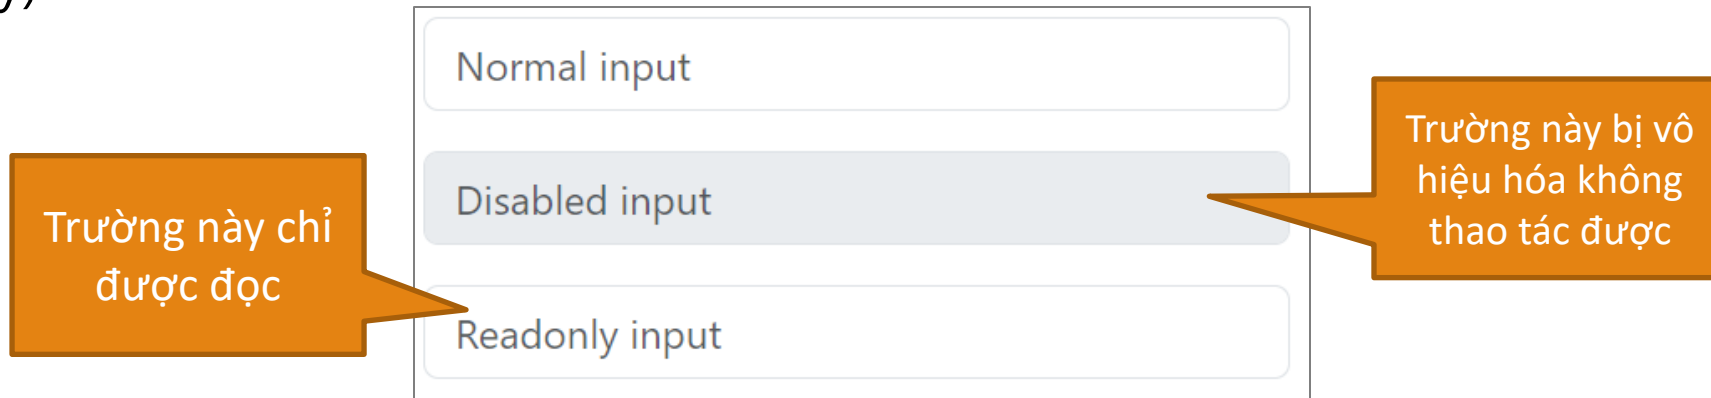 Normal input
Trường này bị vô
hiệu hóa không
thao tác được
Disabled input
Trường này chỉ
được đọc
Readonly input